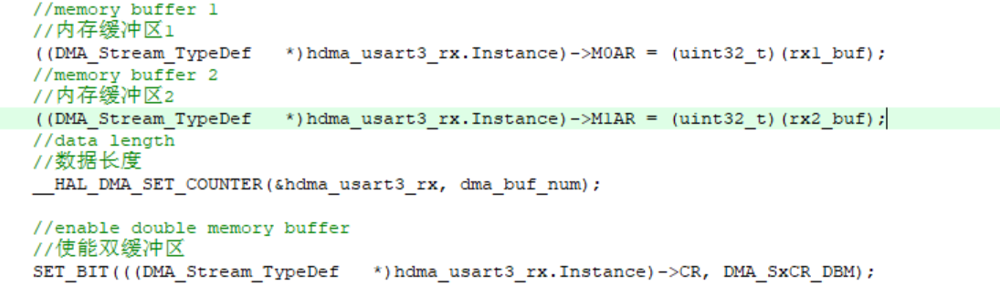 //memory buffer 1
//内存缓冲区1
((DMA_Stream_TypeDef   *)hdma_usart3_rx.Instance)->M0AR = (uint32_t)(rx1_buf);
//memory buffer 2
//内存缓冲区2
((DMA_Stream_TypeDef   *)hdma_usart3_rx.Instance)->M1AR = (uint32_t)(rx2_buf);
//data length
//数据长度
__HAL_DMA_SET_COUNTER(&hdma_usart3_rx, dma_buf_num);
//enable double memory buffer
//使能双缓冲区
SET_BIT(((DMA_Stream_TypeDef   *)hdma_usart3_rx.Instance)->CR, DMA_SxCR_DBM);